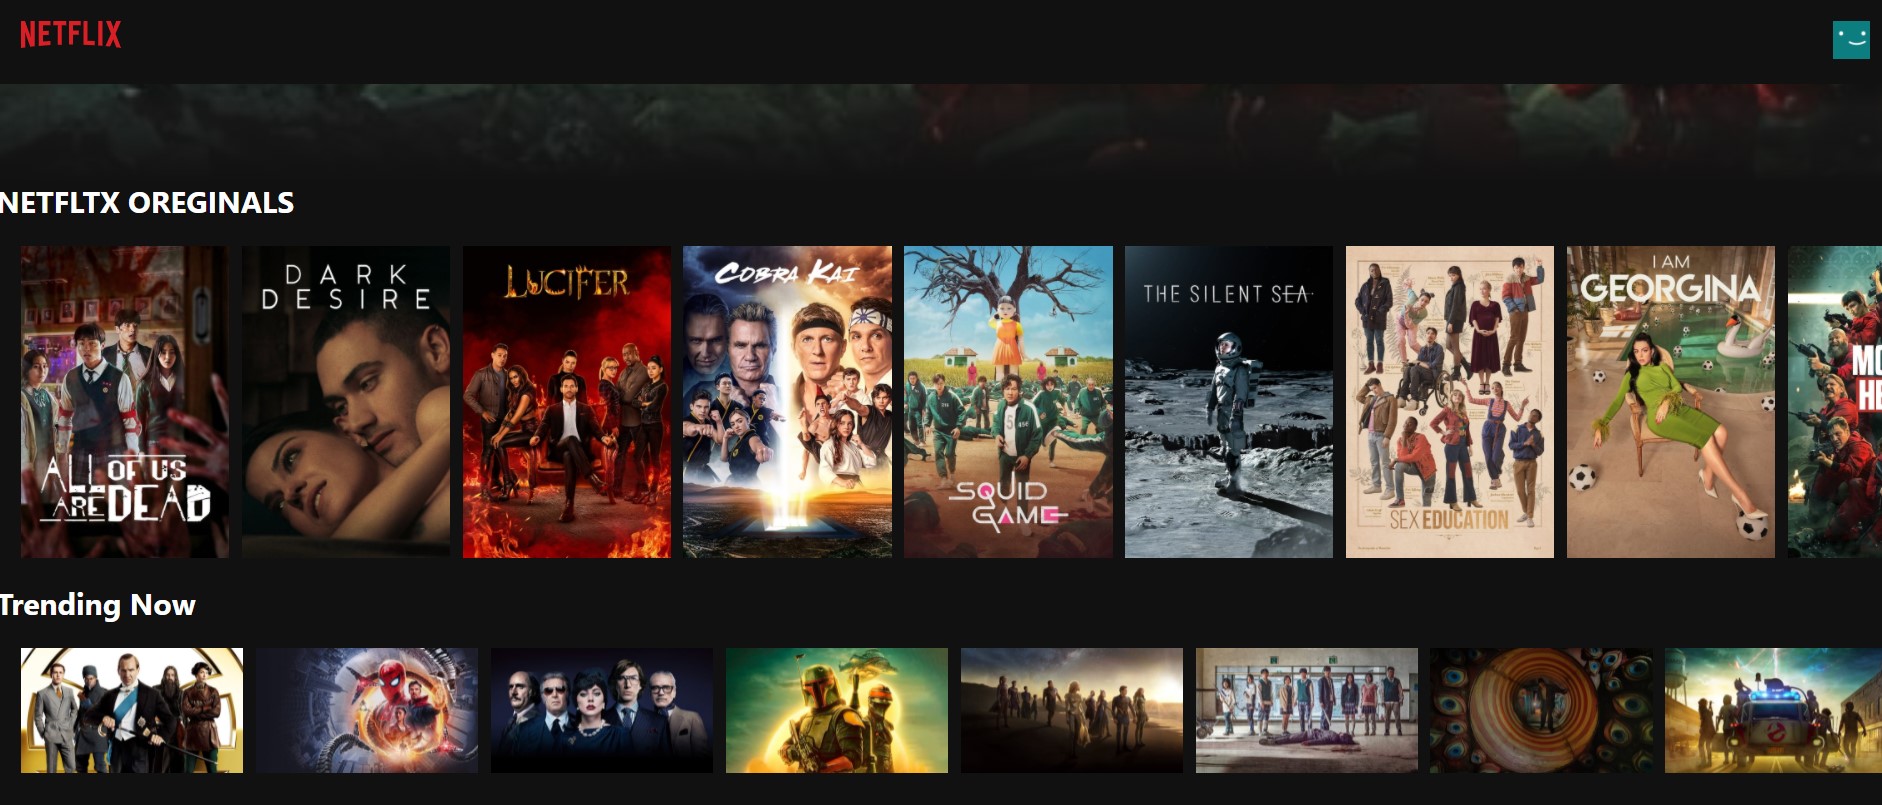 NETFLIX
NETFLTX OREGINALS
ALL OF US
ARE DEAD
DARK
DESIRE
LUCIFER
COBRA KAI
SQUID
GAME
THE SILENT SEA
SEX EDUCATION
I AM
GEORGINA
MO
HE
Trending Now